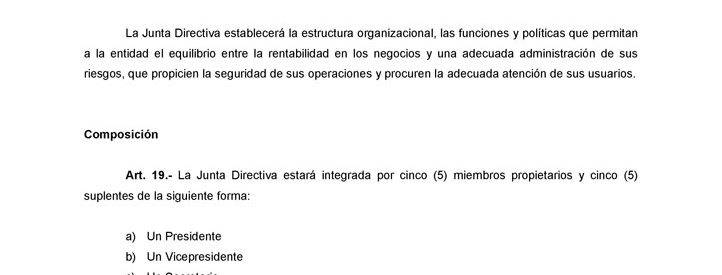 La Junta Directiva establecerá la estructura organizacional, las funciones y políticas que permitan
a la entidad el equilibrio entre la rentabilidad en los negocios y una adecuada administración de sus
riesgos, que propicien la seguridad de sus operaciones y procuren la adecuada atención de sus usuarios.
Composición
Art. 19.- La Junta Directiva estará integrada por cinco (5) miembros propietarios y cinco (5)
suplentes de la siguiente forma:
a) Un Presidente
b) Un Vicepresidente